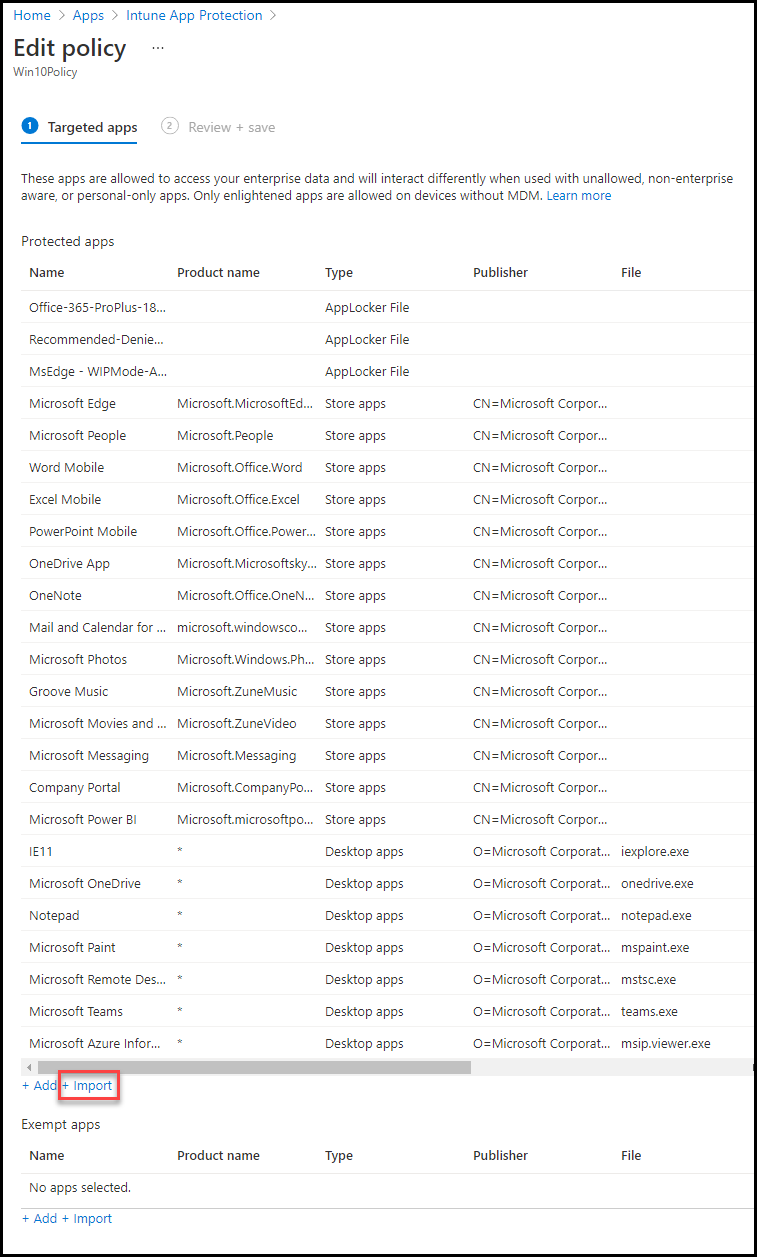 Home > Apps > Intune App Protection >
Edit policy ...
Win10Policy
1 Targeted apps 2 Review + save
These apps are allowed to access your enterprise data and will interact differently when used with unallowed, non-enterprise
aware, or personal-only apps. Only enlightened apps are allowed on devices without MDM. Learn more
Protected apps
Name Product name Type Publisher File
Office-365-ProPlus-18... AppLocker File
Recommended-Denie... AppLocker File
MsEdge - WIPMode-A... AppLocker File
Microsoft Edge Microsoft.MicrosoftEd... Store apps CN=Microsoft Corpor...
Microsoft People Microsoft.People Store apps CN=Microsoft Corpor...
Word Mobile Microsoft.Office.Word Store apps CN=Microsoft Corpor...
Excel Mobile Microsoft.Office.Excel Store apps CN=Microsoft Corpor...
PowerPoint Mobile Microsoft.Office.Power... Store apps CN=Microsoft Corpor...
OneDrive App Microsoft.Microsoftsky... Store apps CN=Microsoft Corpor...
OneNote Microsoft.Office.OneN... Store apps CN=Microsoft Corpor...
Mail and Calendar for ... microsoft.windowsco... Store apps CN=Microsoft Corpor...
Microsoft Photos Microsoft.Windows.Ph... Store apps CN=Microsoft Corpor...
Groove Music Microsoft.ZuneMusic Store apps CN=Microsoft Corpor...
Microsoft Movies and ... Microsoft.ZuneVideo Store apps CN=Microsoft Corpor...
Microsoft Messaging Microsoft.Messaging Store apps CN=Microsoft Corpor...
Company Portal Microsoft.CompanyPo... Store apps CN=Microsoft Corpor...
Microsoft Power BI Microsoft.microsoftpo... Store apps CN=Microsoft Corpor...
IE11 * Desktop apps O=Microsoft Corporat... iexplore.exe
Microsoft OneDrive * Desktop apps O=Microsoft Corporat... onedrive.exe
Notepad * Desktop apps O=Microsoft Corporat... notepad.exe
Microsoft Paint * Desktop apps O=Microsoft Corporat... mspaint.exe
Microsoft Remote Des... * Desktop apps O=Microsoft Corporat... mstsc.exe
Microsoft Teams * Desktop apps O=Microsoft Corporat... teams.exe
Microsoft Azure Infor... * Desktop apps O=Microsoft Corporat... msip.viewer.exe
+ Add + Import
Exempt apps
Name Product name Type Publisher File
No apps selected.
+ Add + Import